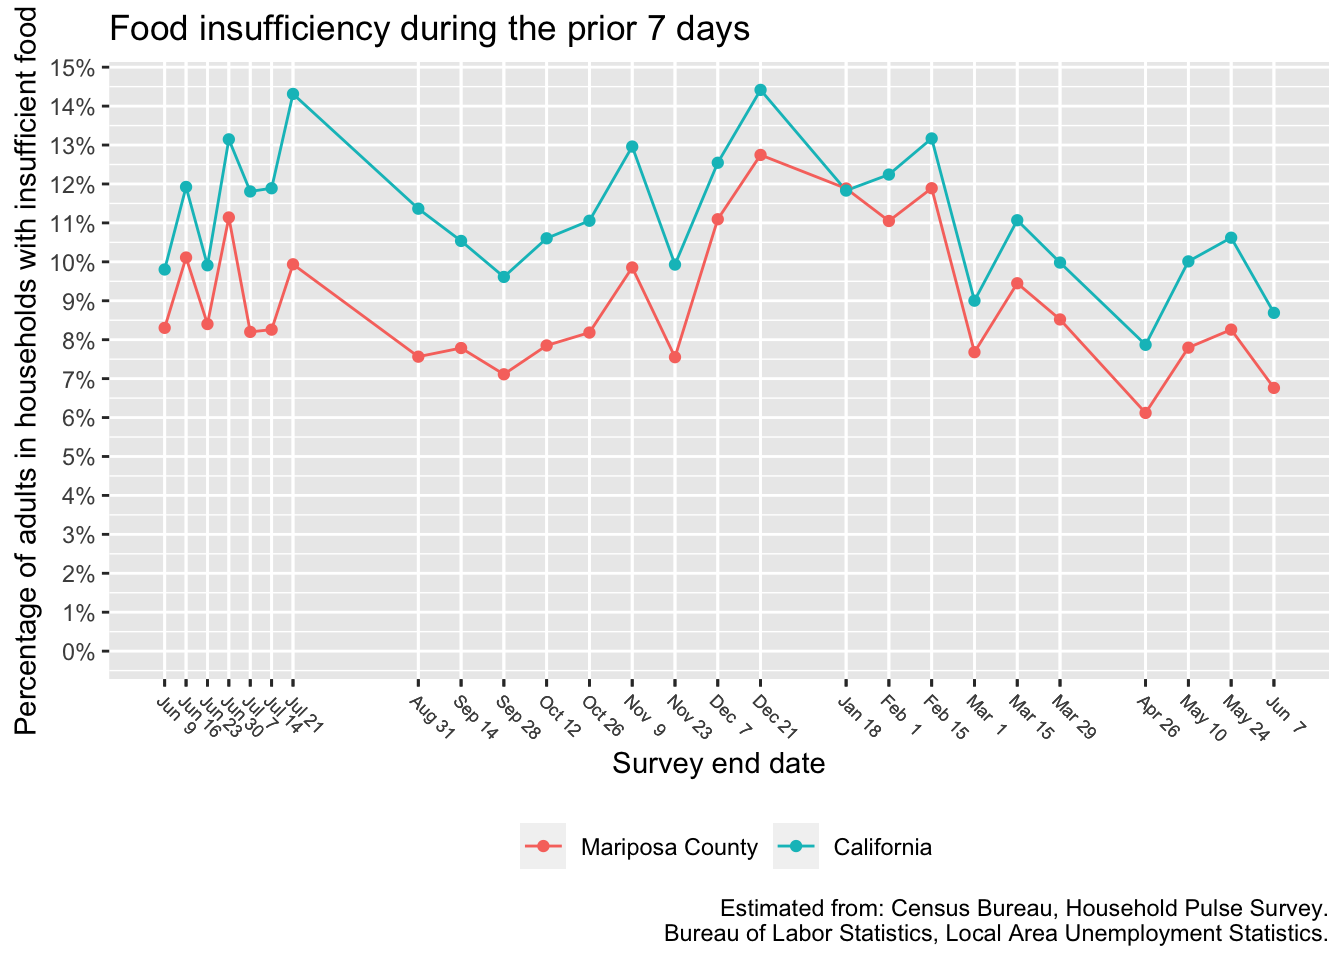 Food insufficiency during the prior 7 days
Percentage of adults in households with insufficient food
15%
14%
13%
12%
11%
10%
9%
8%
7%
6%
5%
4%
3%
2%
1%
0%
Jun 9
Jun 16
Jun 23
Jun 30
Jul 7
Jul 14
Jul 21
Aug 31
Sep 14
Sep 28
Oct 12
Oct 26
Nov 9
Nov 23
Dec 7
Dec 21
Jan 18
Feb 1
Feb 15
Mar 1
Mar 15
Mar 29
Apr 26
May 10
May 24
Jun 7
Survey end date
Mariposa County
California
Estimated from: Census Bureau, Household Pulse Survey.
Bureau of Labor Statistics, Local Area Unemployment Statistics.